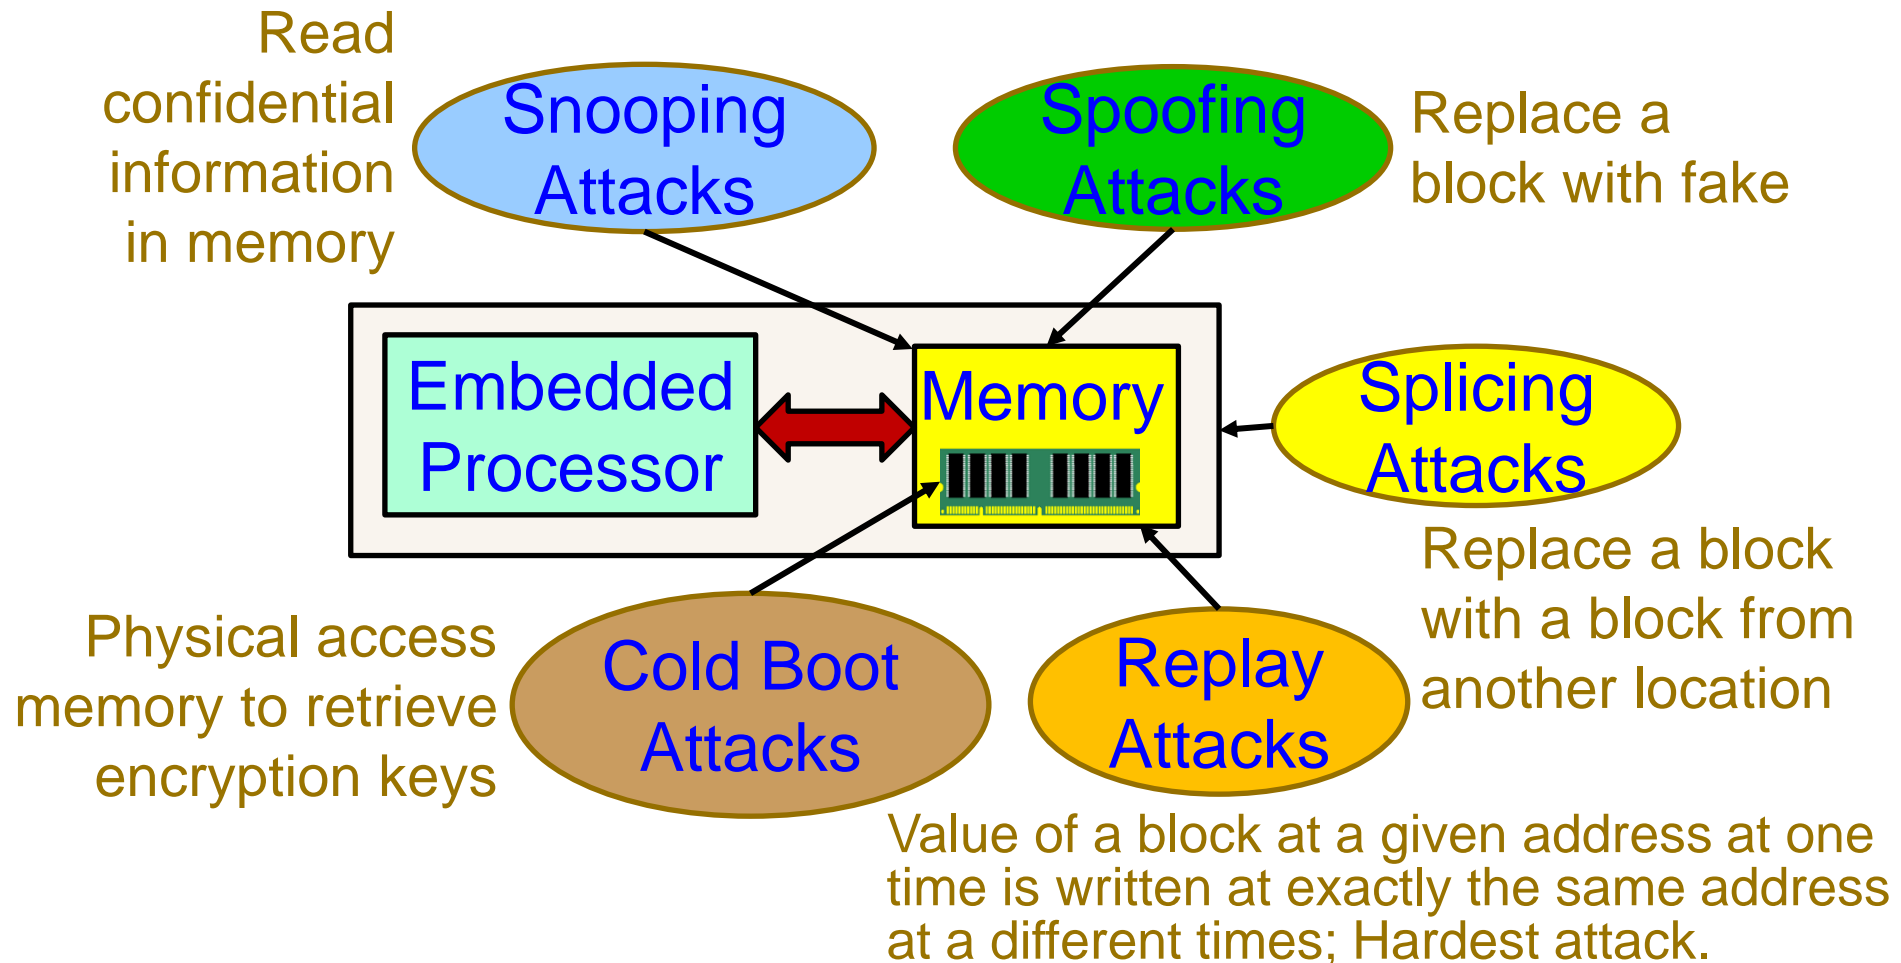 Read
confidential
information
in memory
Snooping
Attacks
Spoofing
Attacks
Replace a
block with fake
Embedded
Processor
Memory
Splicing
Attacks
Replace a block
with a block from
another location
Physical access
memory to retrieve
encryption keys
Cold Boot
Attacks
Replay
Attacks
Value of a block at a given address at one
time is written at exactly the same address
at a different times; Hardest attack.